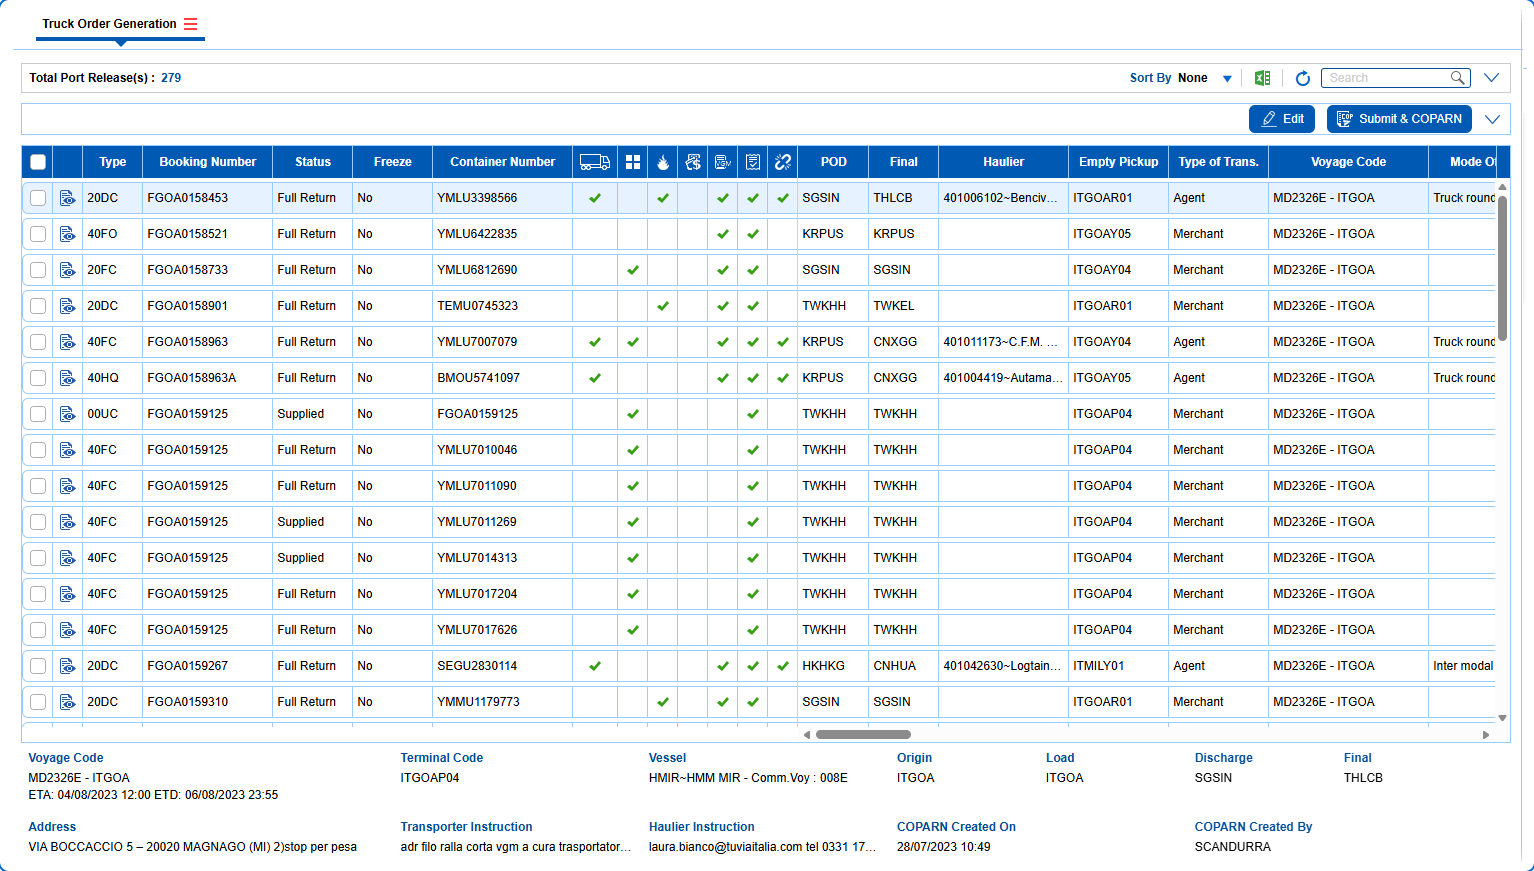 Truck Order Generation
Total Port Release(s) : 279
Sort By None
Search
Edit
Submit & COPARN
Type Booking Number Status Freeze Container Number VGM POD Final Haulier Empty Pickup Type of Trans. Voyage Code Mode Of
20DC FGOA0158453 Full Return No YMLU3398566 SGSIN THLCB 401006102~Benciv... ITGOAR01 Agent MD2326E - ITGOA Truck round
40FO FGOA0158521 Full Return No YMLU6422835 KRPUS KRPUS ITGOAY05 Merchant MD2326E - ITGOA
20FC FGOA0158733 Full Return No YMLU6812690 SGSIN SGSIN ITGOAY04 Merchant MD2326E - ITGOA
20DC FGOA0158901 Full Return No TEMU0745323 TWKHH TWKEL ITGOAR01 Merchant MD2326E - ITGOA
40FC FGOA0158963 Full Return No YMLU7007079 KRPUS CNXGG 401011173~C.F.M. ... ITGOAY04 Agent MD2326E - ITGOA Truck round
40HQ FGOA0158963A Full Return No BMOU5741097 KRPUS CNXGG 401004419~Autama... ITGOAY05 Agent MD2326E - ITGOA Truck round
00UC FGOA0159125 Supplied No FGOA0159125 TWKHH TWKHH ITGOAP04 Merchant MD2326E - ITGOA
40FC FGOA0159125 Full Return No YMLU7010046 TWKHH TWKHH ITGOAP04 Merchant MD2326E - ITGOA
40FC FGOA0159125 Full Return No YMLU7011090 TWKHH TWKHH ITGOAP04 Merchant MD2326E - ITGOA
40FC FGOA0159125 Supplied No YMLU7011269 TWKHH TWKHH ITGOAP04 Merchant MD2326E - ITGOA
40FC FGOA0159125 Supplied No YMLU7014313 TWKHH TWKHH ITGOAP04 Merchant MD2326E - ITGOA
40FC FGOA0159125 Full Return No YMLU7017204 TWKHH TWKHH ITGOAP04 Merchant MD2326E - ITGOA
40FC FGOA0159125 Full Return No YMLU7017626 TWKHH TWKHH ITGOAP04 Merchant MD2326E - ITGOA
20DC FGOA0159267 Full Return No SEGU2830114 HKHKG CNHUA 401042630~Logtain... ITMILY01 Agent MD2326E - ITGOA Inter modal
20DC FGOA0159310 Full Return No YMMU1179773 SGSIN SGSIN ITGOAR01 Merchant MD2326E - ITGOA
Voyage Code Terminal Code Vessel Origin Load Discharge Final
MD2326E - ITGOA ITGOAP04 HMIR~HMM MIR - Comm.Voy : 008E ITGOA ITGOA SGSIN THLCB
ETA: 04/08/2023 12:00 ETD: 06/08/2023 23:55
Address Transporter Instruction Haulier Instruction COPARN Created On COPARN Created By
VIA BOCCACCIO 5 – 20020 MAGNAGO (MI) 2)stop per pesa adr filo ralla corta vgm a cura trasportator... laura.bianco@tuviaitalia.com tel 0331 17... 28/07/2023 10:49 SCANDURRA